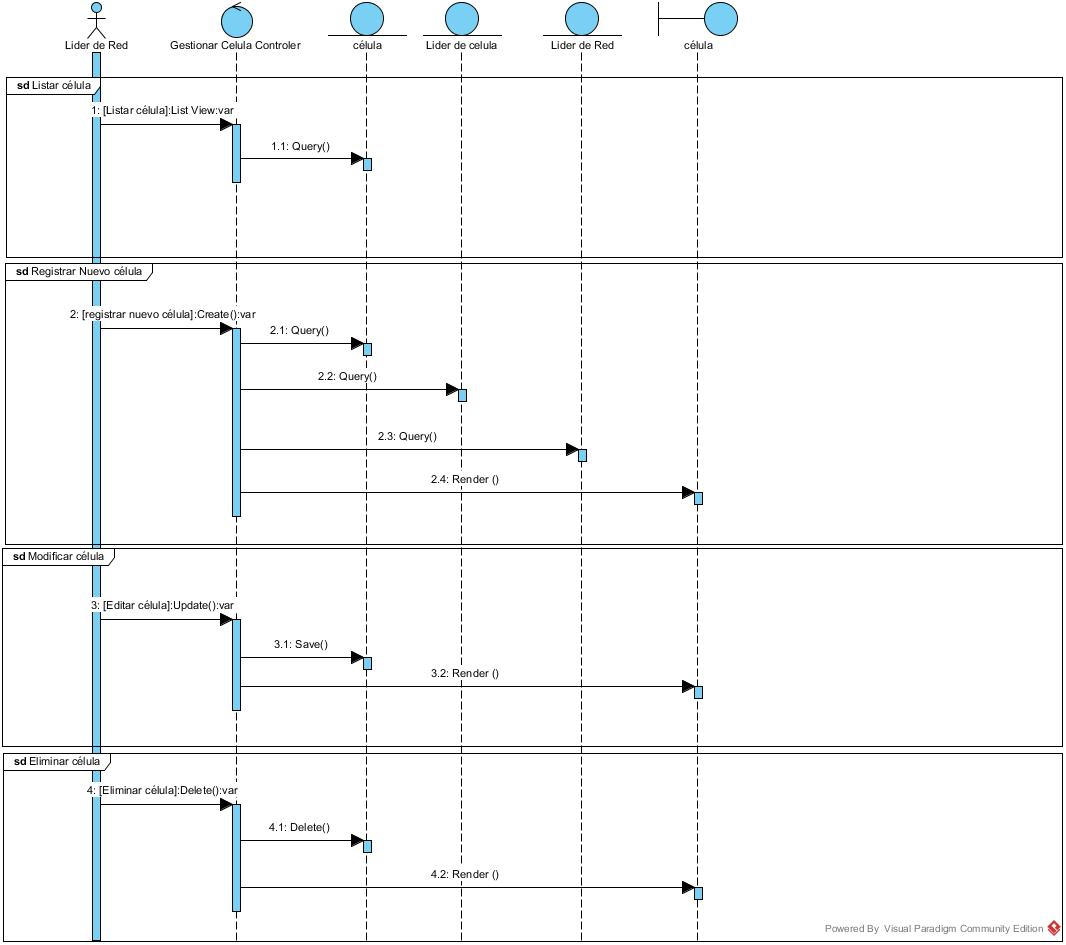 Lider de Red
Gestionar Celula Controler
célula
Lider de celula
Lider de Red
célula
sd Listar célula
1: [Listar célula]:List View:var
1.1: Query()
sd Registrar Nuevo célula
2: [registrar nuevo célula]:Create():var
2.1: Query()
2.2: Query()
2.3: Query()
2.4: Render ()
sd Modificar célula
3: [Editar célula]:Update():var
3.1: Save()
3.2: Render ()
sd Eliminar célula
4: [Eliminar célula]:Delete():var
4.1: Delete()
4.2: Render ()
Powered By Visual Paradigm Community Edition